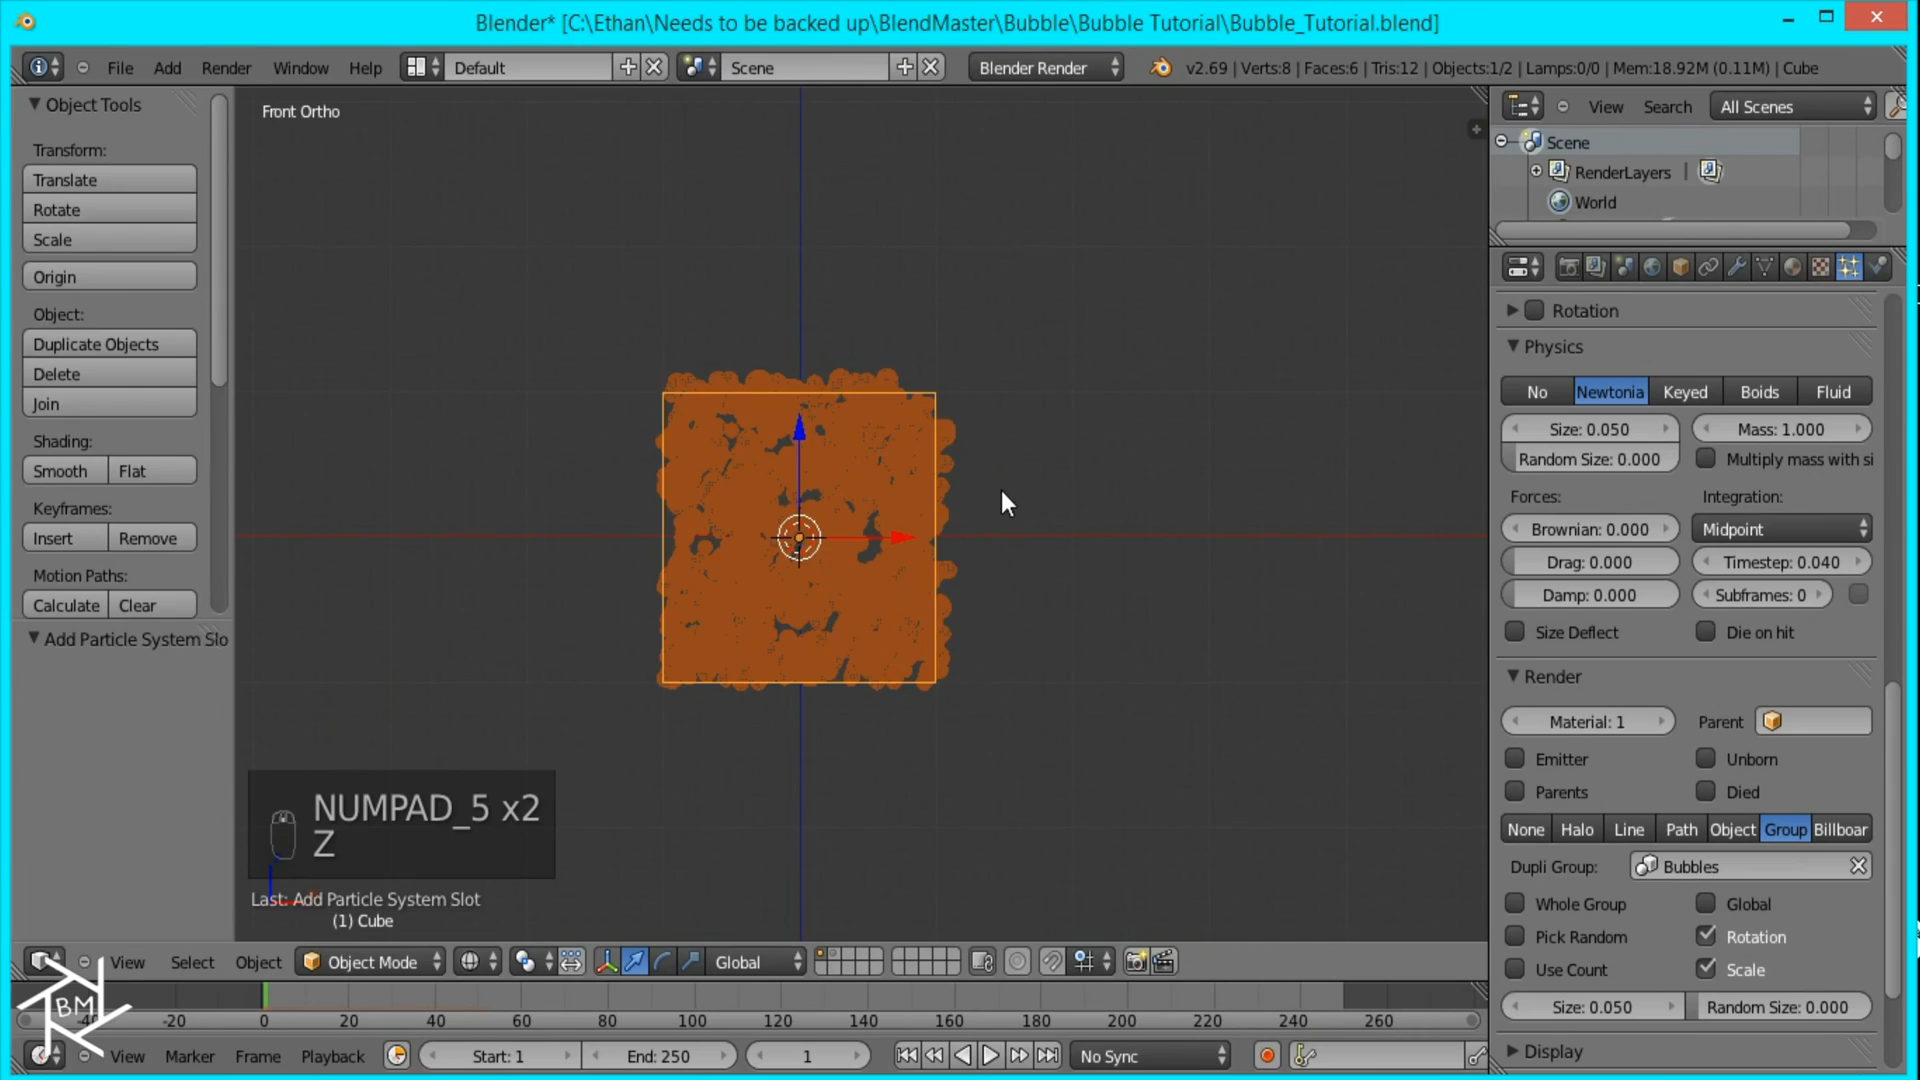 Blender* [C:\Ethan\Needs to be backed up\BlendMaster\Bubble\Bubble Tutorial\Bubble_Tutorial.blend]
File Add Render Window Help Default Scene Blender Render v2.69 | Verts:8 | Faces:6 | Tris:12 | Objects:1/2 | Lamps:0/0 | Mem:18.92M (0.11M) | Cube
Object Tools
Transform:
Translate
Rotate
Scale
Origin
Object:
Duplicate Objects
Delete
Join
Shading:
Smooth Flat
Keyframes:
Insert Remove
Motion Paths:
Calculate Clear
Add Particle System Slo
Front Ortho
NUMPAD_5 x2
Z
Last: Add Particle System Slot
(1) Cube
View Select Object Object Mode Global
View Search All Scenes
Scene
RenderLayers |
World
Rotation
Physics
No Newtonia Keyed Boids Fluid
Size: 0.050 Mass: 1.000
Random Size: 0.000 Multiply mass with si
Forces: Integration:
Brownian: 0.000 Midpoint
Drag: 0.000 Timestep: 0.040
Damp: 0.000 Subframes: 0
Size Deflect Die on hit
Render
Material: 1 Parent
Emitter Unborn
Parents Died
None Halo Line Path Object Group Billboar
Dupli Group: Bubbles
Whole Group Global
Pick Random Rotation
Use Count Scale
Size: 0.050 Random Size: 0.000
Display
BM
-40 -20 0 20 40 60 80 100 120 140 160 180 200 220 240 260
View Marker Frame Playback Start: 1 End: 250 1 No Sync